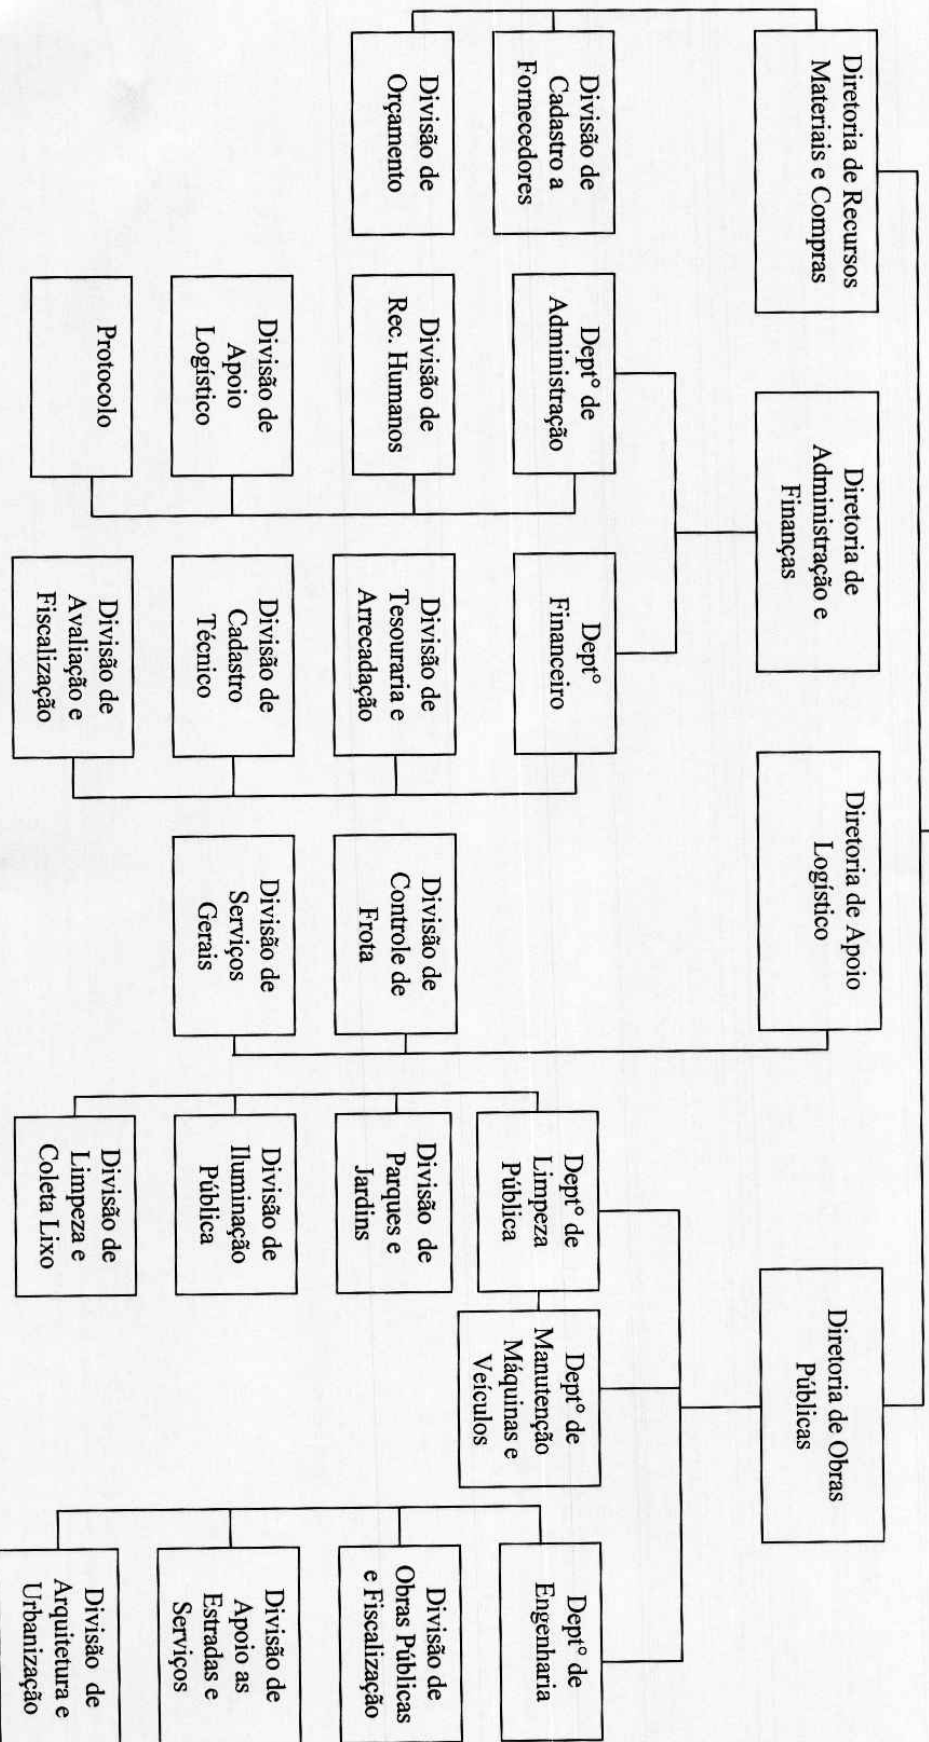 Diretoria de Recursos
Materiais e Compras
Divisão de
Cadastro a
Fornecedores
Divisão de
Orçamento
Diretoria de
Administração e
Finanças
Deptº de
Administração
Divisão de
Rec. Humanos
Divisão de
Apoio
Logístico
Protocolo
Deptº
Financeiro
Divisão de
Tesouraria e
Arrecadação
Divisão de
Cadastro
Técnico
Divisão de
Avaliação e
Fiscalização
Diretoria de Apoio
Logístico
Divisão de
Controle de
Frota
Divisão de
Serviços
Gerais
Diretoria de Obras
Públicas
Deptº de
Limpeza
Pública
Divisão de
Parques e
Jardins
Divisão de
Iluminação
Pública
Divisão de
Limpeza e
Coleta Lixo
Deptº de
Manutenção
Máquinas e
Veículos
Deptº de
Engenharia
Divisão de
Obras Públicas
e Fiscalização
Divisão de
Apoio as
Estradas e
Serviços
Divisão de
Arquitetura e
Urbanização